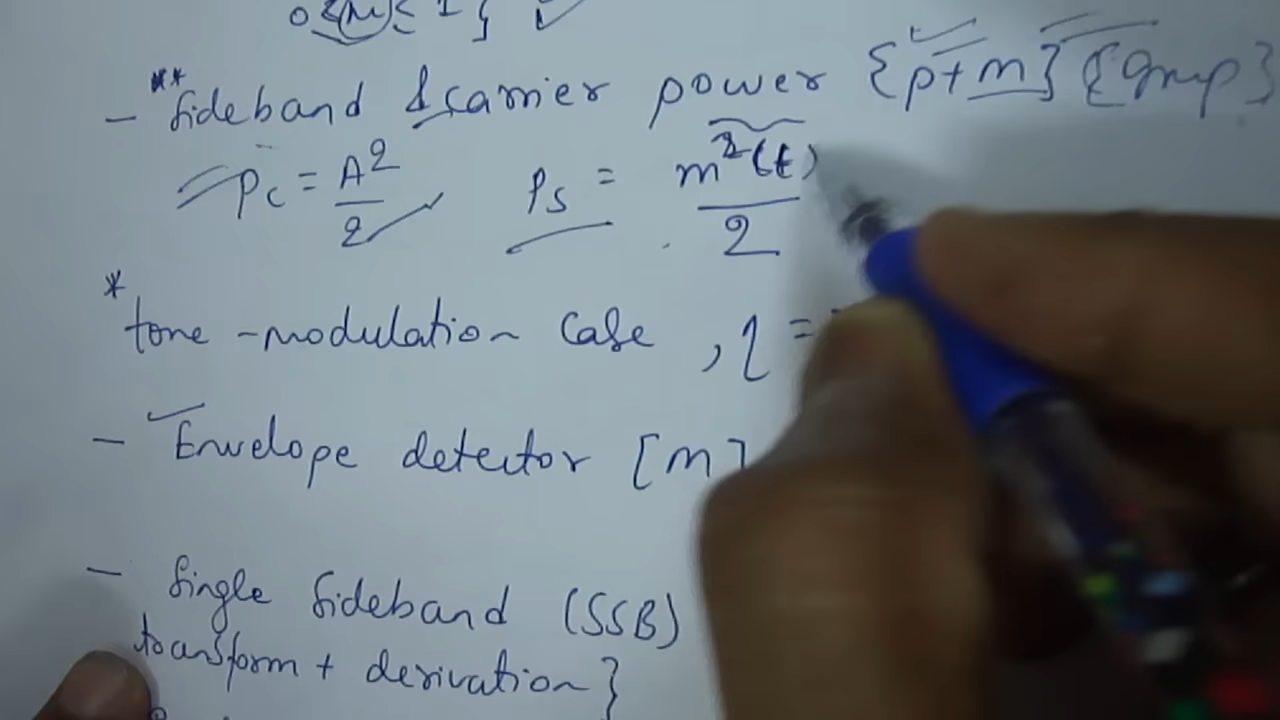 0 ≤ μ ≤ 1 }
- ** Sideband & carrier power {p+m} {Gmp}
Pc = A²/2 Ps = m²(t)/2
* tone-modulation case, η =
- Envelope detector [m]
- Single Sideband (SSB)
transform + derivation }